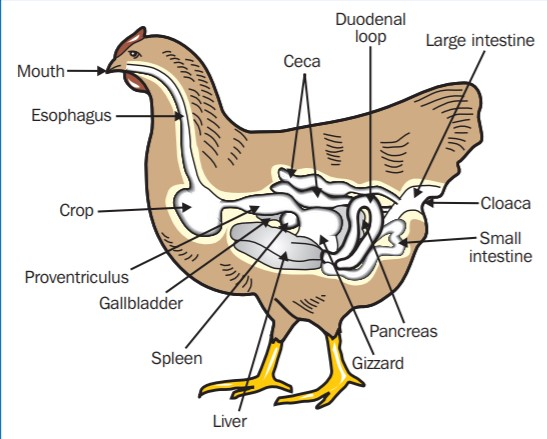 Duodenal
loop
Large intestine
Ceca
Mouth
Esophagus
Crop
Cloaca
Small
intestine
Proventriculus
Gallbladder
Pancreas
Spleen
Gizzard
Liver